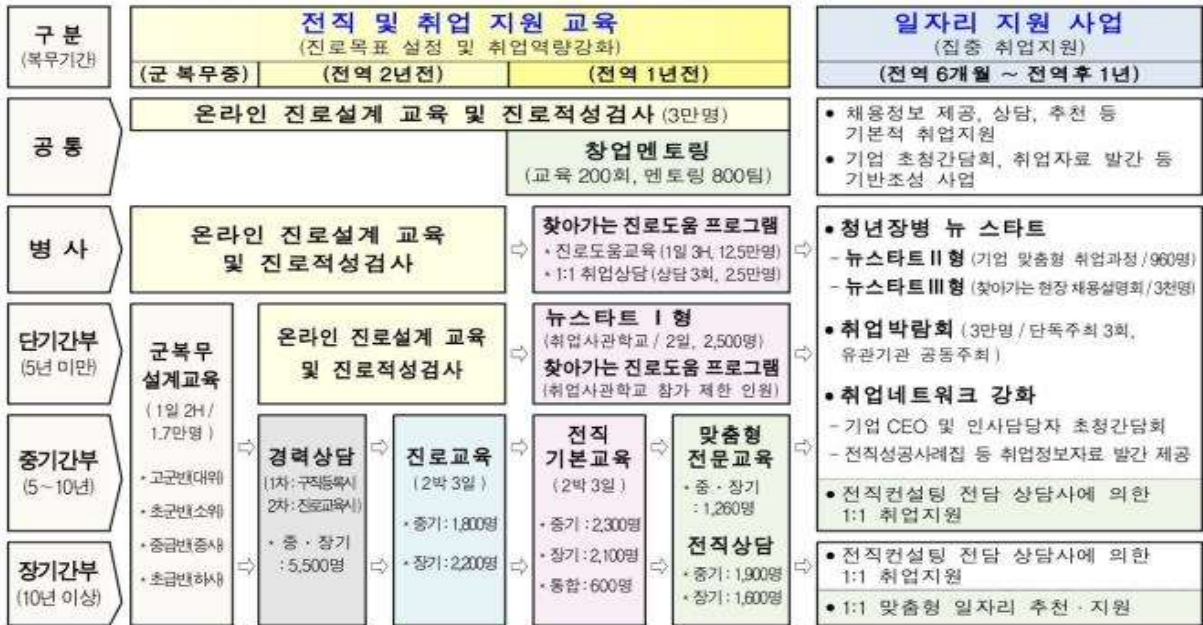 구 분
(복무기간)
전직 및 취업 지원 교육
(진로목표 설정 및 취업역량강화)
(군 복무중)
(전역 2년전)
(전역 1년전)
일자리 지원 사업
(집중 취업지원)
(전역 6개월 ~ 전역후 1년)
공 통
온라인 진로설계 교육 및 진로적성검사 (3만명)
창업멘토링
(교육 200회, 멘토링 800팀)
• 채용정보 제공, 상담, 추천 등
기본적 취업지원
• 기업 초청간담회, 취업자료 발간 등
기반조성 사업
병 사
온라인 진로설계 교육
및 진로적성검사
찾아가는 진로도움 프로그램
* 진로도움교육 (1일 3H, 12.5만명)
* 1:1 취업상담 (상담 3회, 2.5만명)
• 청년장병 뉴 스타트
- 뉴스타트Ⅱ형 (기업 맞춤형 취업과정 / 960명)
- 뉴스타트Ⅲ형 (찾아가는 현장 채용설명회 / 3천명)
• 취업박람회 (3만명 / 단독주최 3회,
유관기관 공동주최)
• 취업네트워크 강화
- 기업 CEO 및 인사담당자 초청간담회
- 전직성공사례집 등 취업정보자료 발간 제공
• 전직컨설팅 전담 상담사에 의한
1:1 취업지원
단기간부
(5년 미만)
군복무
설계교육
(1일 2H /
1.7만명)
* 고군반(대위)
* 초군반(소위)
* 중급반(중사)
* 초급반(하사)
온라인 진로설계 교육
및 진로적성검사
뉴스타트 Ⅰ형
(취업사관학교 / 2일, 2,500명)
찾아가는 진로도움 프로그램
(취업사관학교 참가 제한 인원)
중기간부
(5~10년)
경력상담
(1차 : 구직등록시
2차 : 진로교육시)
* 중 · 장기
: 5,500명
진로교육
(2박 3일)
* 중기 : 1,800명
* 장기 : 2,200명
전직
기본교육
(2박 3일)
* 중기 : 2,300명
* 장기 : 2,100명
* 통합 : 600명
맞춤형
전문교육
* 중 · 장기
: 1,260명
전직상담
* 중기 : 1,900명
* 장기 : 1,600명
장기간부
(10년 이상)
• 전직컨설팅 전담 상담사에 의한
1:1 취업지원
• 1:1 맞춤형 일자리 추천 · 지원